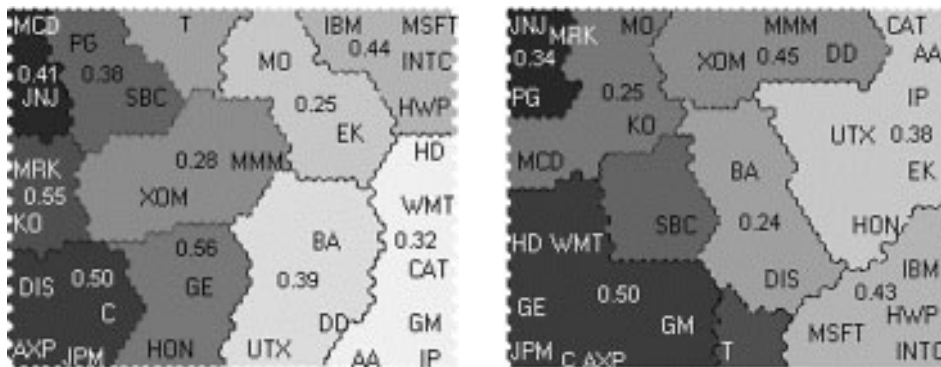 MCD
PG
T
IBM
MSFT
0.44
INTC
0.41
0.38
MO
JNJ
SBC
0.25
HWP
EK
HD
MRK
0.28
MMM
0.55
XOM
WMT
KO
0.56
BA
0.32
DIS
0.50
GE
0.39
CAT
C
DD
GM
AXP
JPM
HON
UTX
AA
IP
JNJ
MRK
MO
MMM
CAT
0.34
XOM
0.45
DD
AA
PG
0.25
IP
KO
UTX
0.38
MCD
BA
EK
SBC
0.24
HON
HD
WMT
DIS
IBM
GE
0.50
0.43
GM
HWP
MSFT
JPM
C
AXP
T
INTC